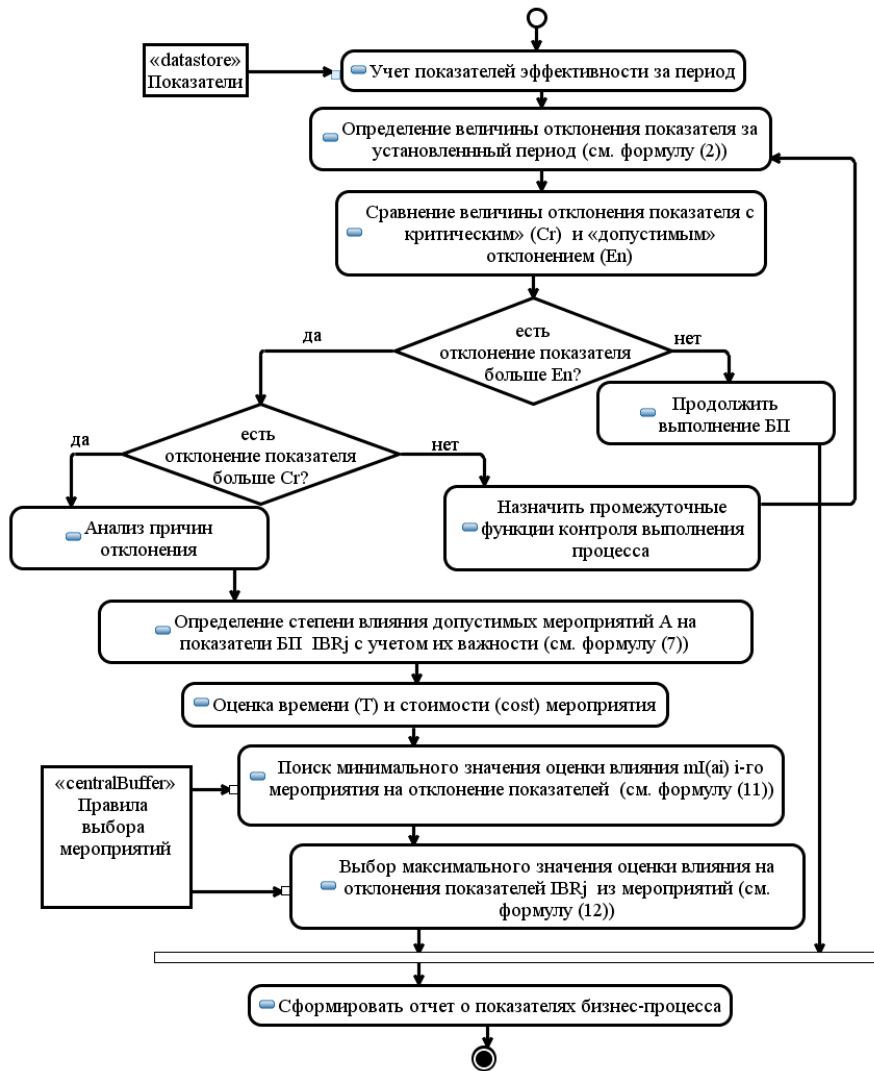 «datastore»
Показатели
Учет показателей эффективности за период
Определение величины отклонения показателя за
установленнный период (см. формулу (2))
Сравнение величины отклонения показателя с
критическим» (Cr) и «допустимым»
отклонением (En)
есть
отклонение показателя
больше En?
да
нет
Продолжить
выполнение БП
есть
отклонение показателя
больше Cr?
да
нет
Анализ причин
отклонения
Назначить промежуточные
функции контроля выполнения
процесса
Определение степени влияния допустимых мероприятий A на
показатели БП IBRj с учетом их важности (см. формулу (7))
Оценка времени (T) и стоимости (cost) мероприятия
«centralBuffer»
Правила
выбора
мероприятий
Поиск минимального значения оценки влияния mI(ai) i-го
мероприятия на отклонение показателей (см. формулу (11))
Выбор максимального значения оценки влияния на
отклонения показателей IBRj из мероприятий (см.
формулу (12))
Сформировать отчет о показателях бизнес-процесса